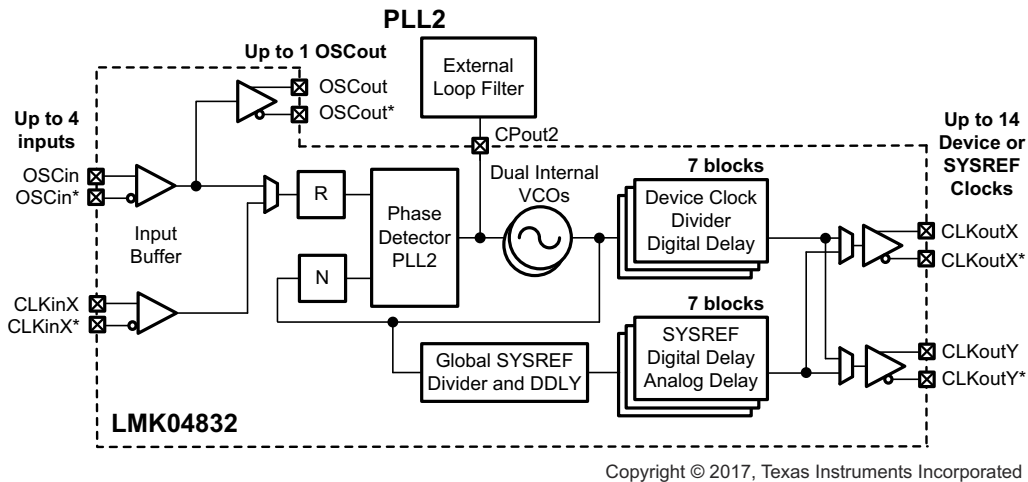 PLL2
Up to 1 OSCout
External
Loop Filter
OSCout
OSCout*
CPout2
Up to 4
inputs
Up to 14
Device or
SYSREF
Clocks
OSCin
OSCin*
Input
Buffer
R
N
Phase
Detector
PLL2
Dual Internal
VCOs
7 blocks
Device Clock
Divider
Digital Delay
CLKoutX
CLKoutX*
CLKinX
CLKinX*
7 blocks
Global SYSREF
Divider and DDLY
SYSREF
Digital Delay
Analog Delay
CLKoutY
CLKoutY*
LMK04832
Copyright © 2017, Texas Instruments Incorporated